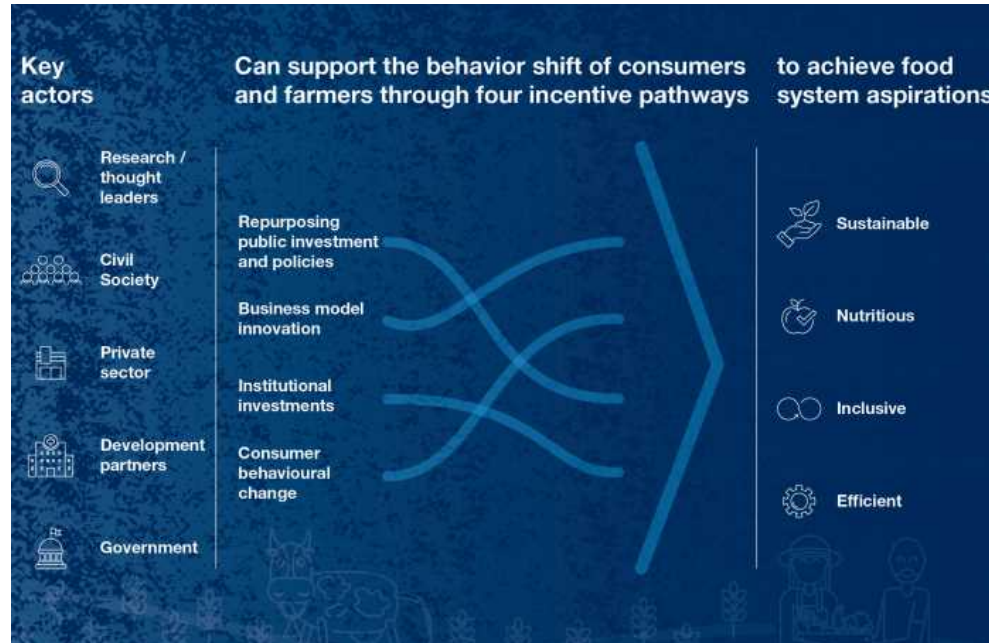 Key
actors
Can support the behavior shift of consumers
and farmers through four incentive pathways
to achieve food
system aspirations
Research /
thought
leaders
Civil
Society
Private
sector
Development
partners
Government
Repurposing
public investment
and policies
Business model
innovation
Institutional
investments
Consumer
behavioural
change
Sustainable
Nutritious
Inclusive
Efficient